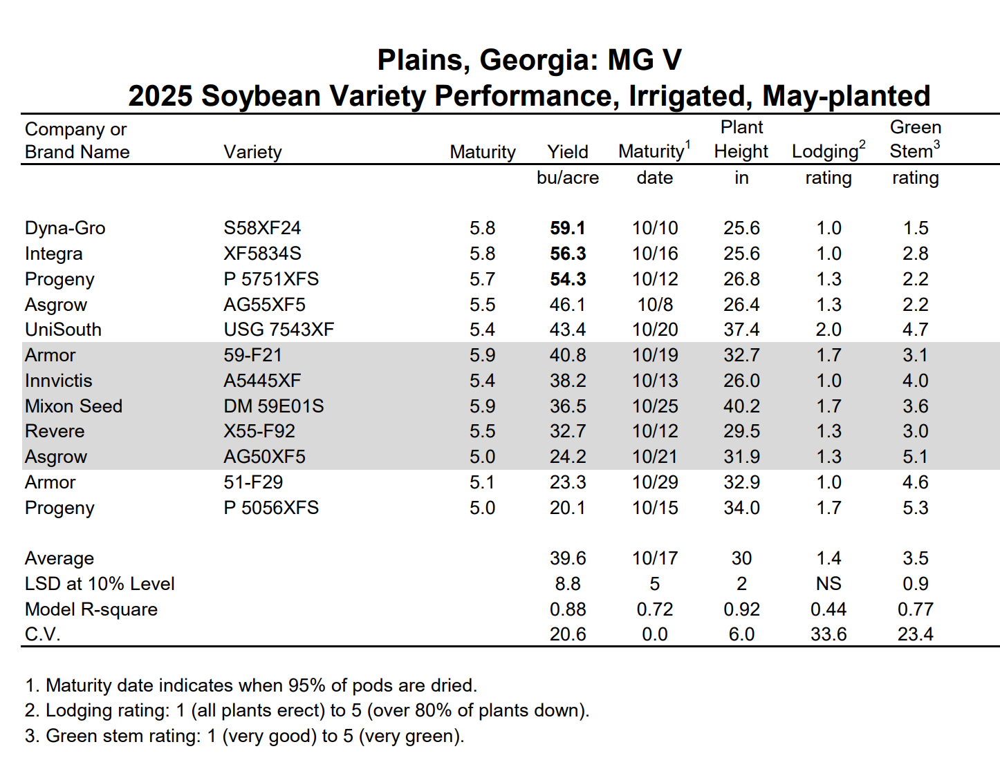 Plains, Georgia: MG V
2025 Soybean Variety Performance, Irrigated, May-planted
Company or Plant Green
Brand Name Variety Maturity Yield Maturity1 Height Lodging2 Stem3
bu/acre date in rating rating
Dyna-Gro S58XF24 5.8 59.1 10/10 25.6 1.0 1.5
Integra XF5834S 5.8 56.3 10/16 25.6 1.0 2.8
Progeny P 5751XFS 5.7 54.3 10/12 26.8 1.3 2.2
Asgrow AG55XF5 5.5 46.1 10/8 26.4 1.3 2.2
UniSouth USG 7543XF 5.4 43.4 10/20 37.4 2.0 4.7
Armor 59-F21 5.9 40.8 10/19 32.7 1.7 3.1
Innvictis A5445XF 5.4 38.2 10/13 26.0 1.0 4.0
Mixon Seed DM 59E01S 5.9 36.5 10/25 40.2 1.7 3.6
Revere X55-F92 5.5 32.7 10/12 29.5 1.3 3.0
Asgrow AG50XF5 5.0 24.2 10/21 31.9 1.3 5.1
Armor 51-F29 5.1 23.3 10/29 32.9 1.0 4.6
Progeny P 5056XFS 5.0 20.1 10/15 34.0 1.7 5.3
Average 39.6 10/17 30 1.4 3.5
LSD at 10% Level 8.8 5 2 NS 0.9
Model R-square 0.88 0.72 0.92 0.44 0.77
C.V. 20.6 0.0 6.0 33.6 23.4
1. Maturity date indicates when 95% of pods are dried.
2. Lodging rating: 1 (all plants erect) to 5 (over 80% of plants down).
3. Green stem rating: 1 (very good) to 5 (very green).